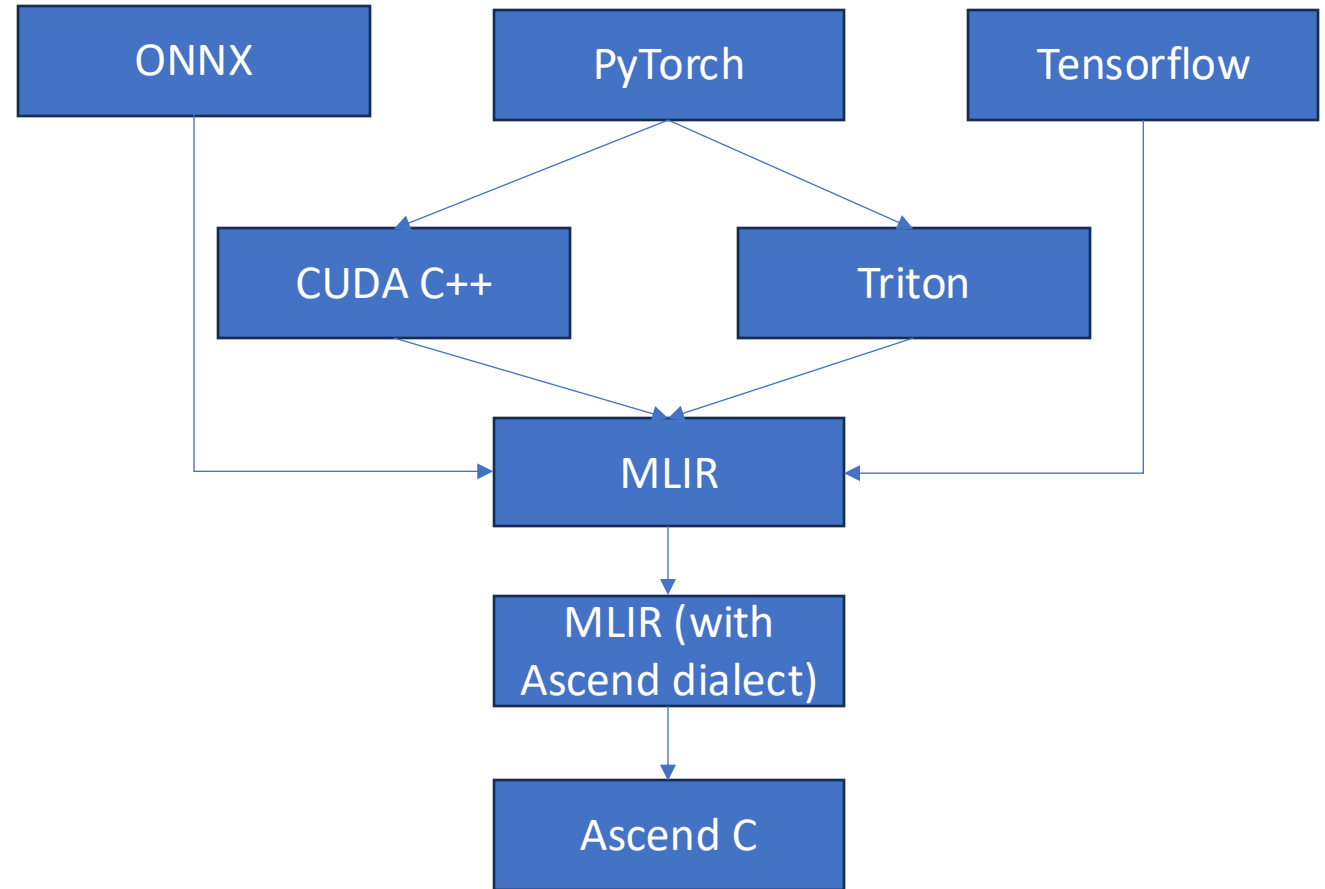 ONNX
PyTorch
Tensorflow
CUDA C++
Triton
MLIR
MLIR (with
Ascend dialect)
Ascend C